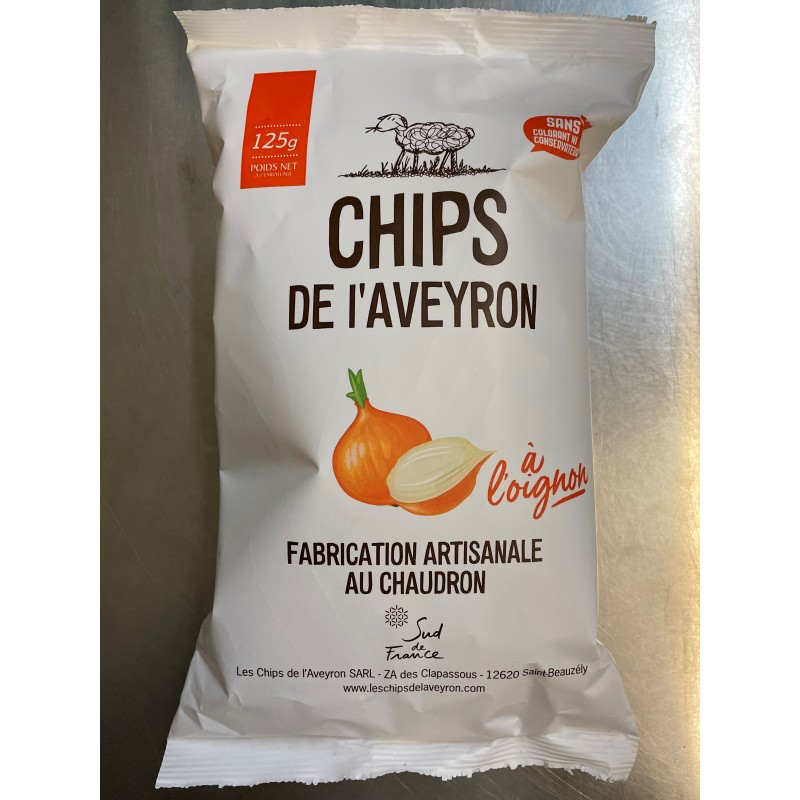 125g
POIDS NET
A L'EMBALLAGE
SANS
COLORANT NI
CONSERVATEUR
CHIPS
DE l'AVEYRON
à
l'oignon
FABRICATION ARTISANALE
AU CHAUDRON
Sud
de
France
Les Chips de l'Aveyron SARL - ZA des Clapassous - 12620 Saint-Beauzély
www.leschipsdelaveyron.com